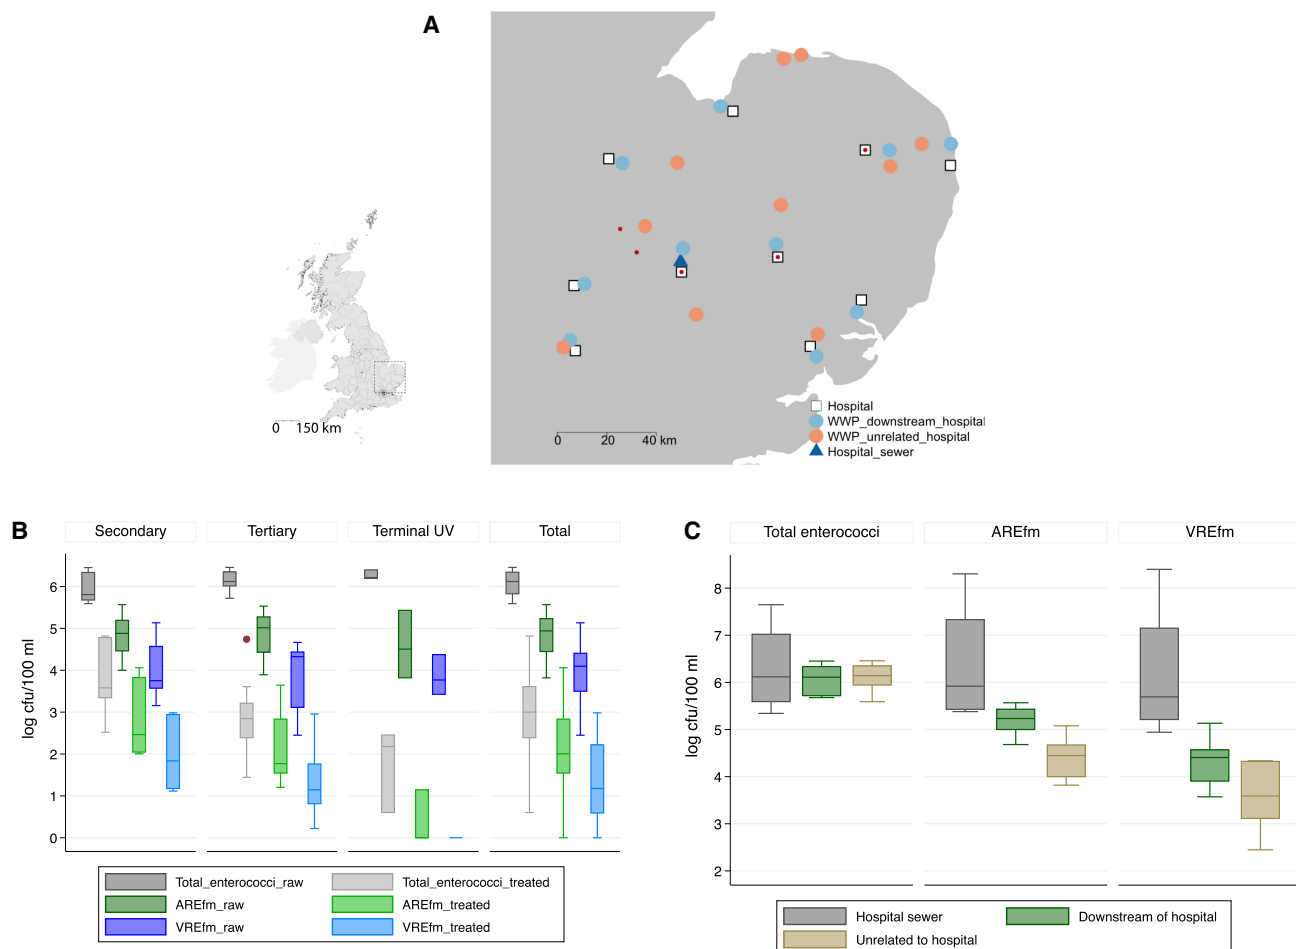 A
Hospital
WWP_downstream_hospital
WWP_unrelated_hospital
Hospital_sewer
0 20 40 km
0 150 km
B
Secondary Tertiary Terminal UV Total
log cfu/100 ml
6
5
4
3
2
1
0
Total_enterococci_raw Total_enterococci_treated
AREfm_raw AREfm_treated
VREfm_raw VREfm_treated
C
Total enterococci AREfm VREfm
log cfu/100 ml
8
7
6
5
4
3
2
Hospital sewer Downstream of hospital
Unrelated to hospital